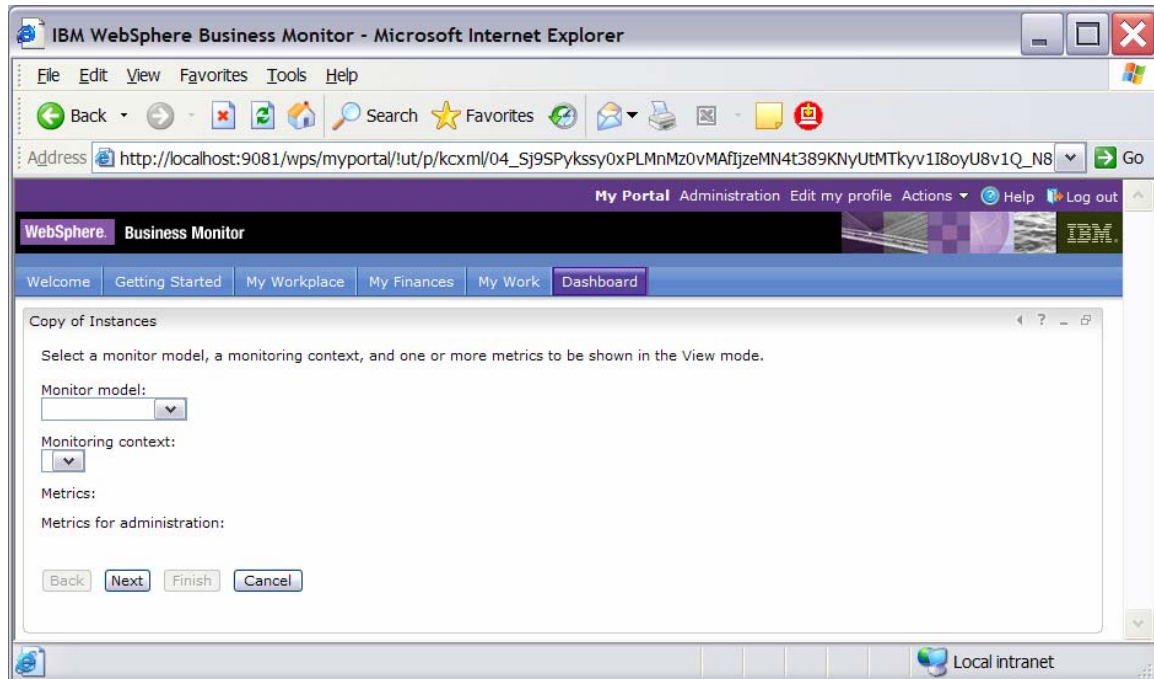 IBM WebSphere Business Monitor - Microsoft Internet Explorer
File Edit View Favorites Tools Help
Back Search Favorites
Address http://localhost:9081/wps/myportal/!ut/p/kcxml/04_Sj9SPykssy0xPLMnMz0vMAfIjzeMN4t389KNyUtMTkyv1I8oyU8v1Q_N8 Go
My Portal Administration Edit my profile Actions Help Log out
WebSphere. Business Monitor IBM.
Welcome Getting Started My Workplace My Finances My Work Dashboard
Copy of Instances
Select a monitor model, a monitoring context, and one or more metrics to be shown in the View mode.
Monitor model:
Monitoring context:
Metrics:
Metrics for administration:
Back Next Finish Cancel
Local intranet